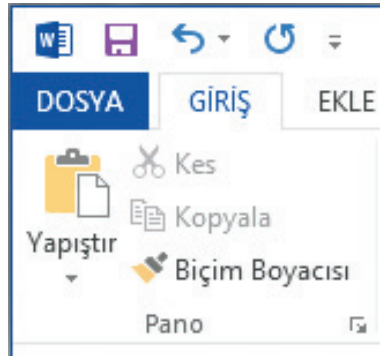 DOSYA GİRİŞ EKLE
Kes
Kopyala
Yapıştır
Biçim Boyacısı
Pano